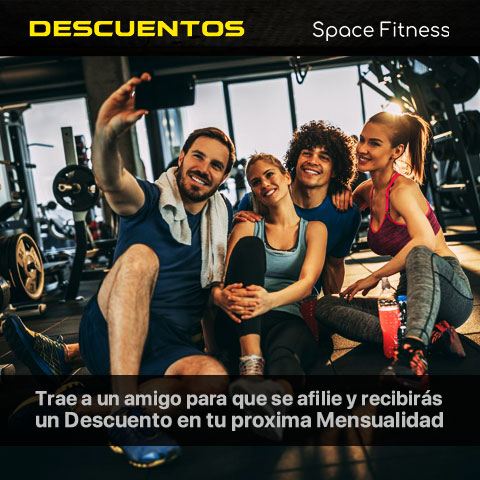 DESCUENTOS
Space Fitness
Trae a un amigo para que se afilie y recibirás
un Descuento en tu proxima Mensualidad